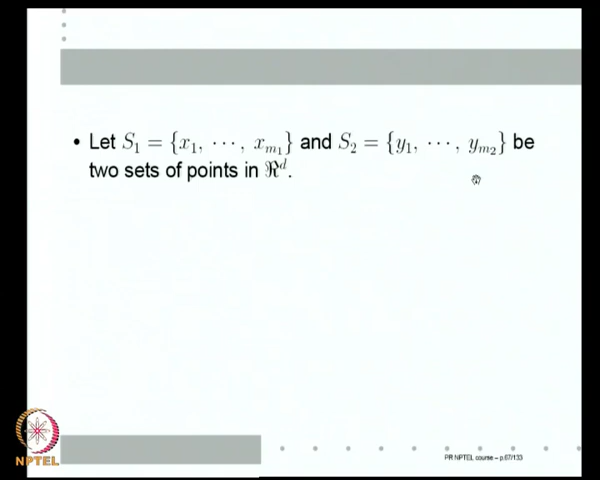 • Let S₁ = {x₁, ⋯, x_{m₁}} and S₂ = {y₁, ⋯, y_{m₂}} be
two sets of points in ℜᵈ.
NPTEL
PR NPTEL course – p.67/133